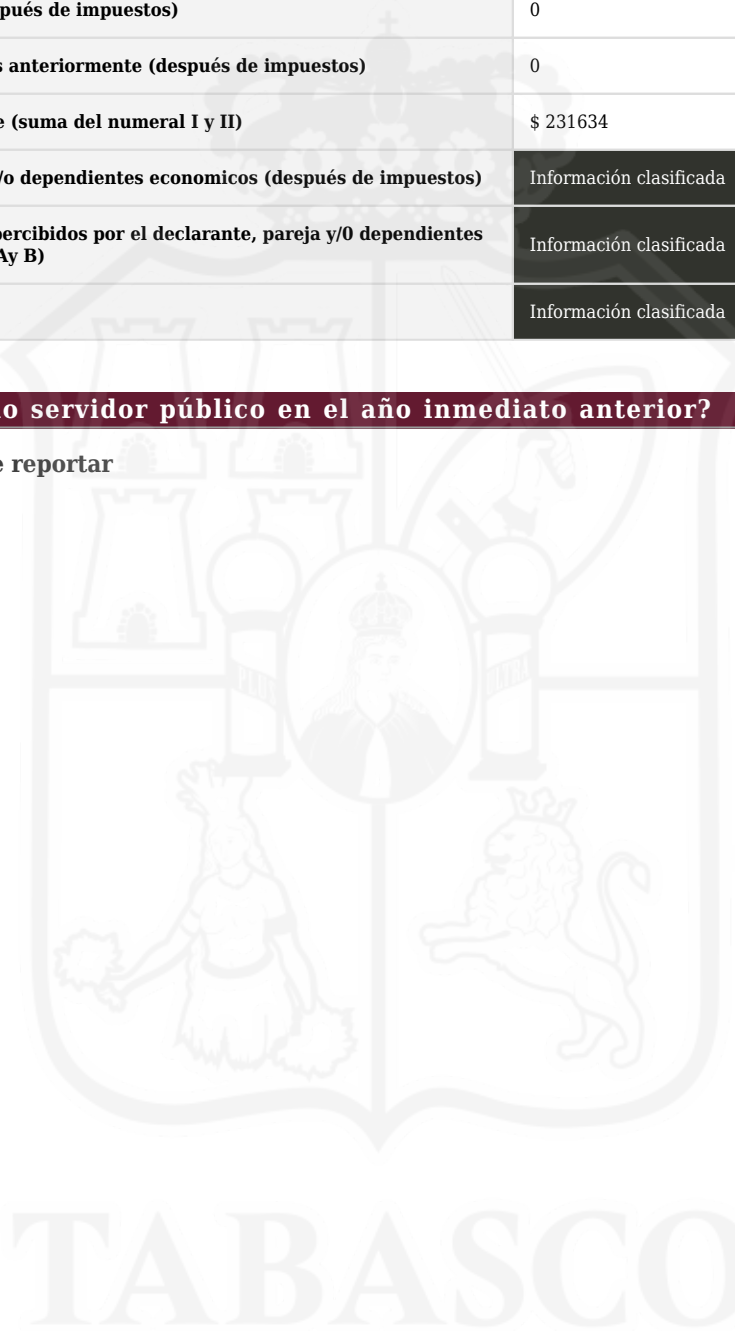 pués de impuestos) 0
s anteriormente (después de impuestos) 0
e (suma del numeral I y II) $ 231634
/o dependientes economicos (después de impuestos) Información clasificada
percibidos por el declarante, pareja y/0 dependientes
Ay B) Información clasificada
Información clasificada
o servidor público en el año inmediato anterior?
e reportar
PLUS ULTRA
TABASCO